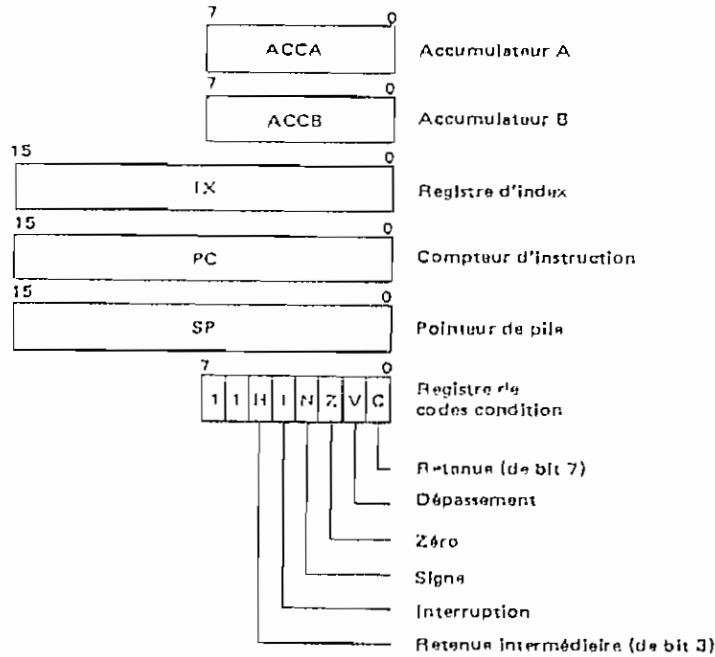 7 0
ACCA Accumulateur A
7 0
ACCB Accumulateur B
15 0
IX Registre d'index
15 0
PC Compteur d'instruction
15 0
SP Pointeur de pile
7 0
1 1 H I N Z V C Registre de
codes condition
Retenue (de bit 7)
Dépassement
Zéro
Signe
Interruption
Retenue intermédieire (de bit 3)